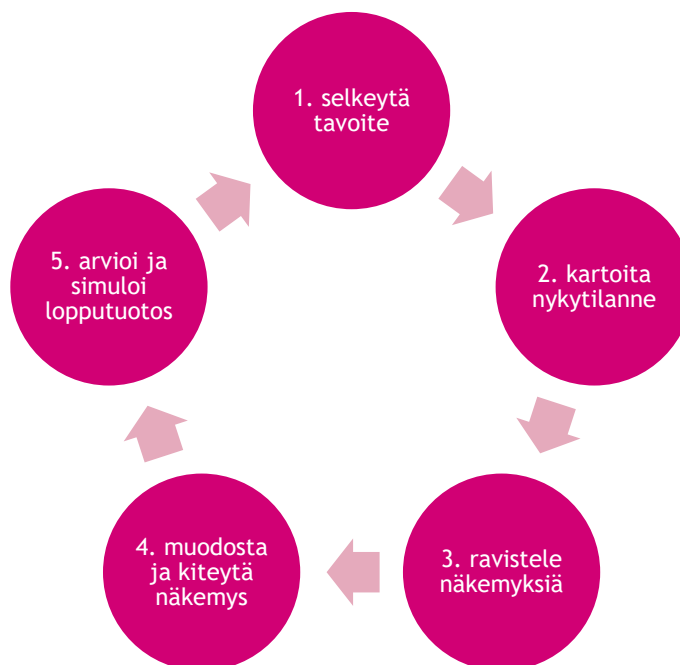 1. selkeytä
tavoite
2. kartoita
nykytilanne
3. ravistele
näkemyksiä
4. muodosta
ja kiteytä
näkemys
5. arvioi ja
simuloi
lopputuotos